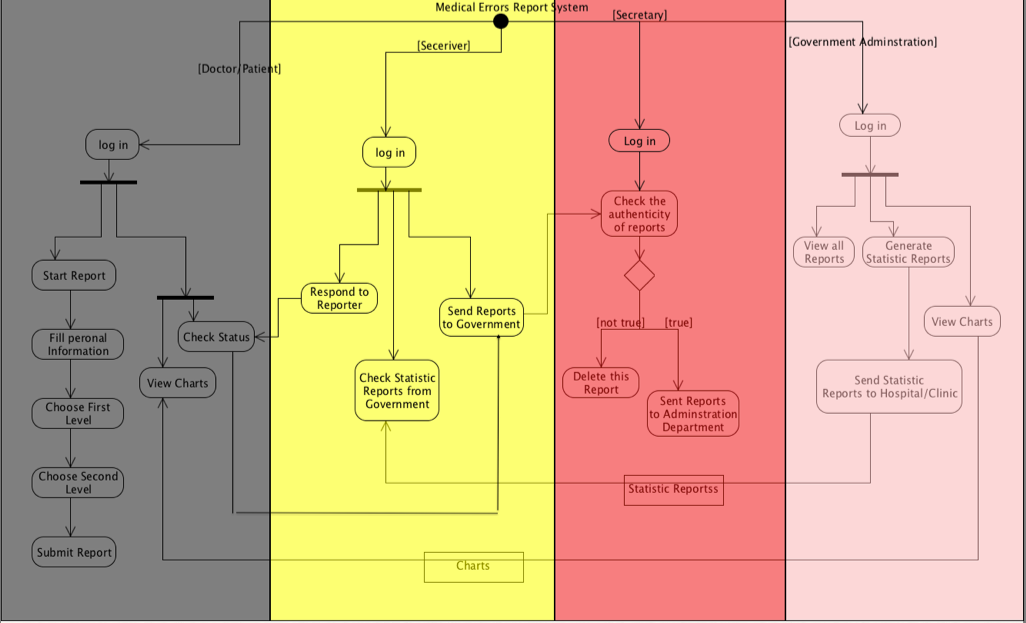 Medical Errors Report System
[Doctor/Patient]
[Seceriver]
[Secretary]
[Government Adminstration]
log in
Start Report
Fill peronal
Information
Choose First
Level
Choose Second
Level
Submit Report
Check Status
View Charts
log in
Respond to
Reporter
Send Reports
to Government
Check Statistic
Reports from
Government
Log in
Check the
authenticity
of reports
[not true]
[true]
Delete this
Report
Sent Reports
to Adminstration
Department
Log in
View all
Reports
Generate
Statistic Reports
View Charts
Send Statistic
Reports to Hospital/Clinic
Statistic Reportss
Charts